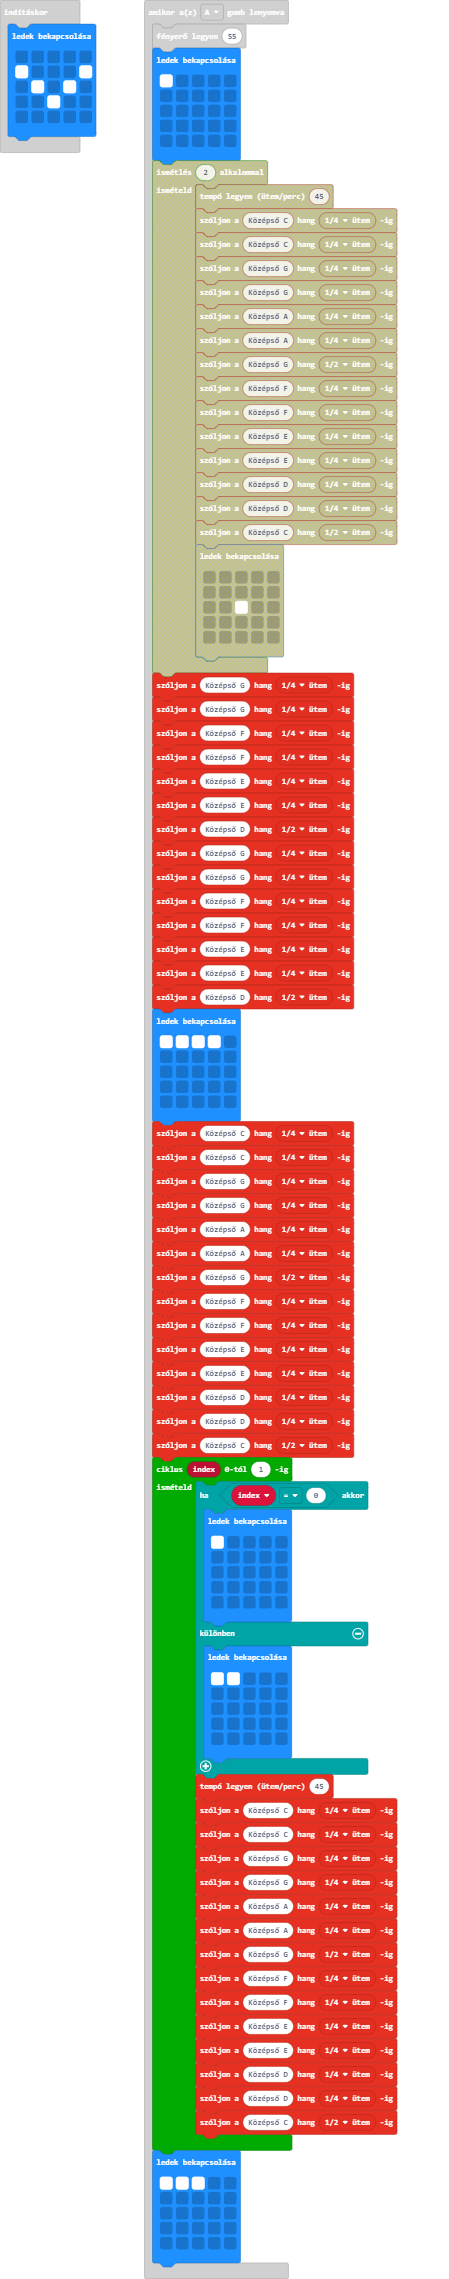 indításkor
ledek bekapcsolása
amikor a(z) A gomb lenyomva
fényerő legyen 55
ledek bekapcsolása
ismétlés 2 alkalommal
ismételd
tempó legyen (ütem/perc) 45
szóljon a Középső C hang 1/4 ütem -ig
szóljon a Középső C hang 1/4 ütem -ig
szóljon a Középső G hang 1/4 ütem -ig
szóljon a Középső G hang 1/4 ütem -ig
szóljon a Középső A hang 1/4 ütem -ig
szóljon a Középső A hang 1/4 ütem -ig
szóljon a Középső G hang 1/2 ütem -ig
szóljon a Középső F hang 1/4 ütem -ig
szóljon a Középső F hang 1/4 ütem -ig
szóljon a Középső E hang 1/4 ütem -ig
szóljon a Középső E hang 1/4 ütem -ig
szóljon a Középső D hang 1/4 ütem -ig
szóljon a Középső D hang 1/4 ütem -ig
szóljon a Középső C hang 1/2 ütem -ig
ledek bekapcsolása
szóljon a Középső G hang 1/4 ütem -ig
szóljon a Középső G hang 1/4 ütem -ig
szóljon a Középső F hang 1/4 ütem -ig
szóljon a Középső F hang 1/4 ütem -ig
szóljon a Középső E hang 1/4 ütem -ig
szóljon a Középső E hang 1/4 ütem -ig
szóljon a Középső D hang 1/2 ütem -ig
szóljon a Középső G hang 1/4 ütem -ig
szóljon a Középső G hang 1/4 ütem -ig
szóljon a Középső F hang 1/4 ütem -ig
szóljon a Középső F hang 1/4 ütem -ig
szóljon a Középső E hang 1/4 ütem -ig
szóljon a Középső E hang 1/4 ütem -ig
szóljon a Középső D hang 1/2 ütem -ig
ledek bekapcsolása
szóljon a Középső C hang 1/4 ütem -ig
szóljon a Középső C hang 1/4 ütem -ig
szóljon a Középső G hang 1/4 ütem -ig
szóljon a Középső G hang 1/4 ütem -ig
szóljon a Középső A hang 1/4 ütem -ig
szóljon a Középső A hang 1/4 ütem -ig
szóljon a Középső G hang 1/2 ütem -ig
szóljon a Középső F hang 1/4 ütem -ig
szóljon a Középső F hang 1/4 ütem -ig
szóljon a Középső E hang 1/4 ütem -ig
szóljon a Középső E hang 1/4 ütem -ig
szóljon a Középső D hang 1/4 ütem -ig
szóljon a Középső D hang 1/4 ütem -ig
szóljon a Középső C hang 1/2 ütem -ig
ciklus index 0-tól 1 -ig
ismételd
ha index = 0 akkor
ledek bekapcsolása
különben
ledek bekapcsolása
tempó legyen (ütem/perc) 45
szóljon a Középső C hang 1/4 ütem -ig
szóljon a Középső C hang 1/4 ütem -ig
szóljon a Középső G hang 1/4 ütem -ig
szóljon a Középső G hang 1/4 ütem -ig
szóljon a Középső A hang 1/4 ütem -ig
szóljon a Középső A hang 1/4 ütem -ig
szóljon a Középső G hang 1/2 ütem -ig
szóljon a Középső F hang 1/4 ütem -ig
szóljon a Középső F hang 1/4 ütem -ig
szóljon a Középső E hang 1/4 ütem -ig
szóljon a Középső E hang 1/4 ütem -ig
szóljon a Középső D hang 1/4 ütem -ig
szóljon a Középső D hang 1/4 ütem -ig
szóljon a Középső C hang 1/2 ütem -ig
ledek bekapcsolása